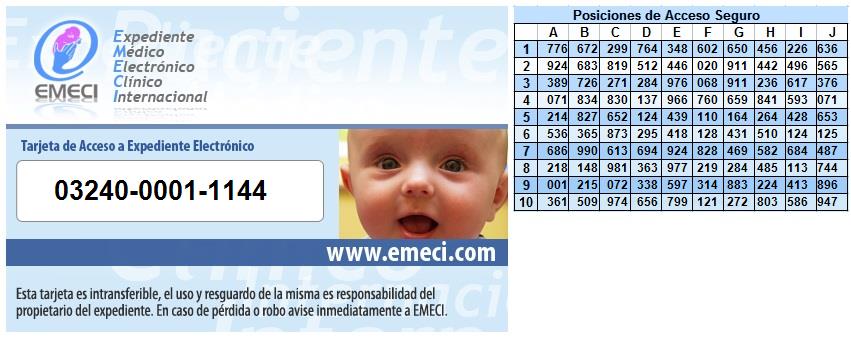 Expediente
Médico
Electrónico
Clínico
Internacional
EMECI
Tarjeta de Acceso a Expediente Electrónico
03240-0001-1144
www.emeci.com
Esta tarjeta es intransferible, el uso y resguardo de la misma es responsabilidad del
propietario del expediente. En caso de pérdida o robo avise inmediatamente a EMECI.
Posiciones de Acceso Seguro
A B C D E F G H I J
1 776 672 299 764 348 602 650 456 226 636
2 924 683 819 512 446 020 911 442 496 565
3 389 726 271 284 976 068 911 236 617 376
4 071 834 830 137 966 760 659 841 593 071
5 214 827 652 124 439 110 164 264 428 653
6 536 365 873 295 418 128 431 510 124 125
7 686 990 613 694 924 828 469 582 684 487
8 218 148 981 363 977 219 284 485 113 744
9 001 215 072 338 597 314 883 224 413 896
10 361 509 974 656 799 121 272 803 586 947